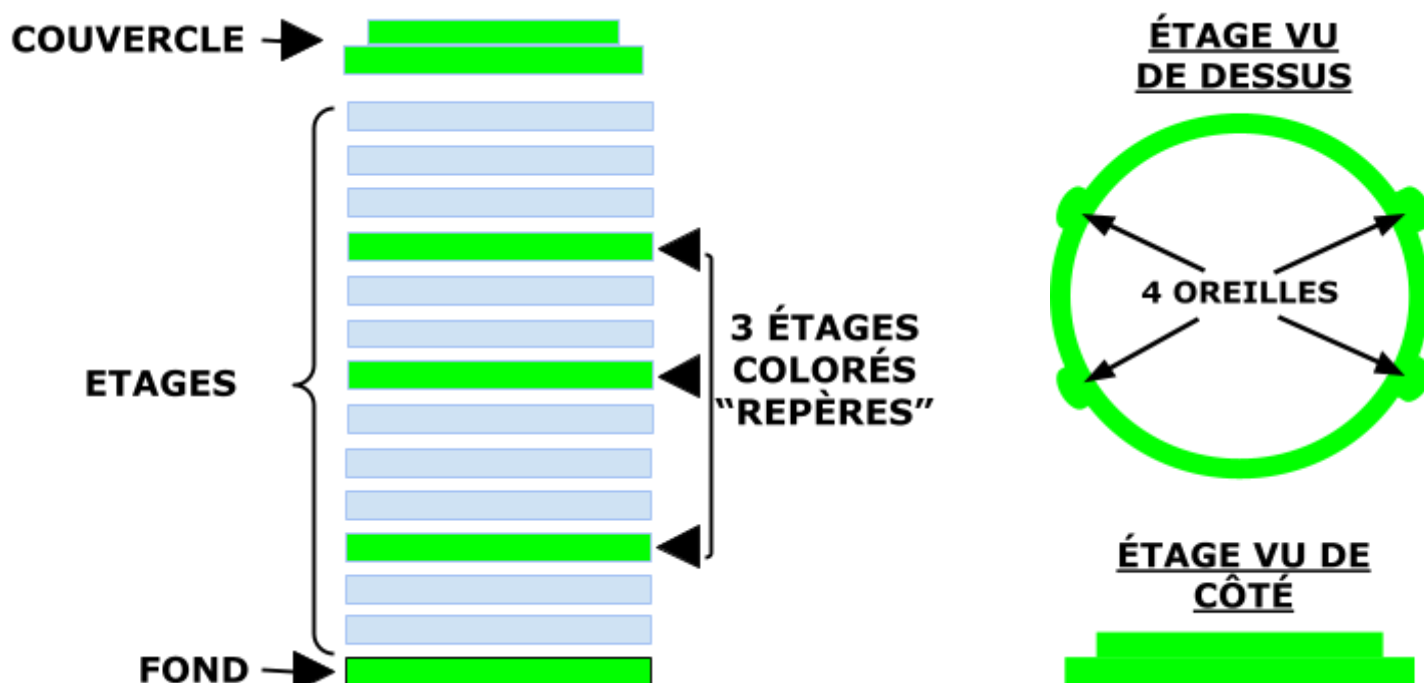 COUVERCLE
ETAGES
FOND
3 ÉTAGES
COLORÉS
“REPÈRES”
ÉTAGE VU
DE DESSUS
4 OREILLES
ÉTAGE VU DE
CÔTÉ